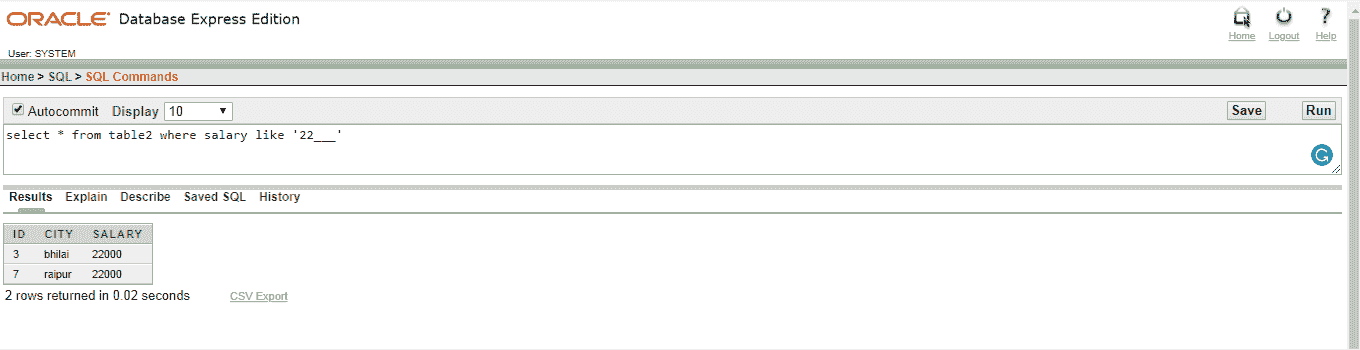 ORACLE Database Express Edition
Home Logout Help
User: SYSTEM
Home > SQL > SQL Commands
Autocommit Display 10 Save Run
select * from table2 where salary like '22___'
Results Explain Describe Saved SQL History
ID CITY SALARY
3 bhilai 22000
7 raipur 22000
2 rows returned in 0.02 seconds CSV Export